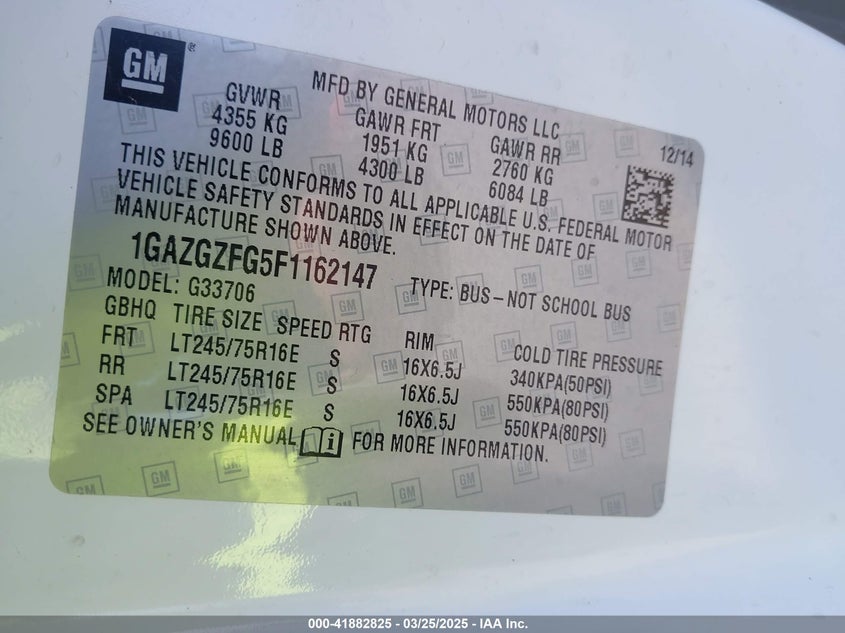 GM
MFD BY GENERAL MOTORS LLC
GVWR GAWR FRT GAWR RR 12/14
4355 KG 1951 KG 2760 KG
9600 LB 4300 LB 6084 LB
THIS VEHICLE CONFORMS TO ALL APPLICABLE U.S. FEDERAL MOTOR
VEHICLE SAFETY STANDARDS IN EFFECT ON THE DATE OF
MANUFACTURE SHOWN ABOVE.
1GAZGZFG5F1162147 TYPE: BUS-NOT SCHOOL BUS
MODEL: G33706
GBHQ TIRE SIZE SPEED RTG RIM COLD TIRE PRESSURE
FRT LT245/75R16E S 16X6.5J 340KPA(50PSI)
RR LT245/75R16E S 16X6.5J 550KPA(80PSI)
SPA LT245/75R16E S 16X6.5J 550KPA(80PSI)
SEE OWNER'S MANUAL i FOR MORE INFORMATION.
000-41882825 — 03/25/2025 — IAA Inc.